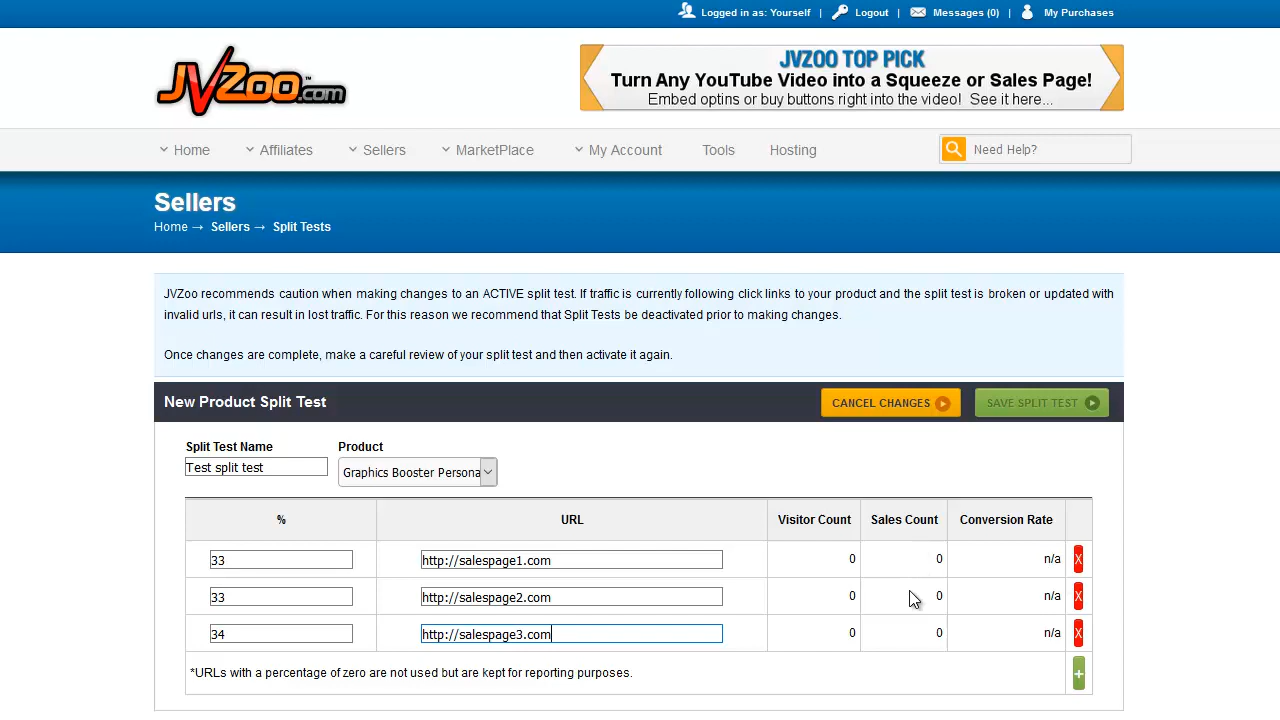 Logged in as: Yourself | Logout | Messages (0) | My Purchases
JVZoo.com™
JVZOO TOP PICK
Turn Any YouTube Video into a Squeeze or Sales Page!
Embed optins or buy buttons right into the video! See it here...
Home Affiliates Sellers MarketPlace My Account Tools Hosting Need Help?
Sellers
Home → Sellers → Split Tests
JVZoo recommends caution when making changes to an ACTIVE split test. If traffic is currently following click links to your product and the split test is broken or updated with
invalid urls, it can result in lost traffic. For this reason we recommend that Split Tests be deactivated prior to making changes.
Once changes are complete, make a careful review of your split test and then activate it again.
New Product Split Test CANCEL CHANGES SAVE SPLIT TEST
Split Test Name Product
Test split test Graphics Booster Persona
% URL Visitor Count Sales Count Conversion Rate
33 http://salespage1.com 0 0 n/a X
33 http://salespage2.com 0 0 n/a X
34 http://salespage3.com 0 0 n/a X
*URLs with a percentage of zero are not used but are kept for reporting purposes. +